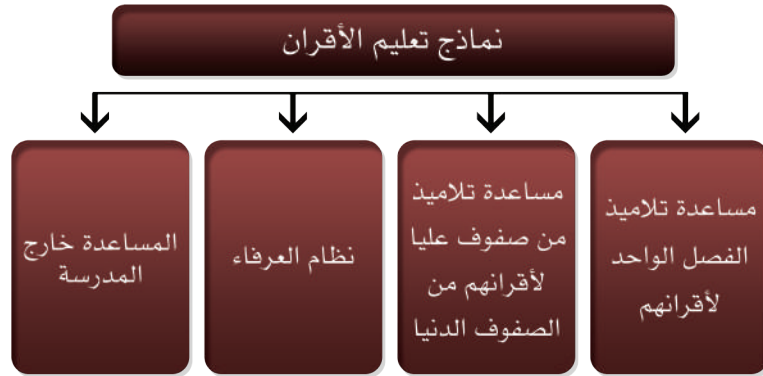 نماذج تعليم الأقران
مساعدة تلاميذ
الفصل الواحد
لأقرانهم
مساعدة تلاميذ
من صفوف عليا
لأقرانهم من
الصفوف الدنيا
نظام العرفاء
المساعدة خارج
المدرسة